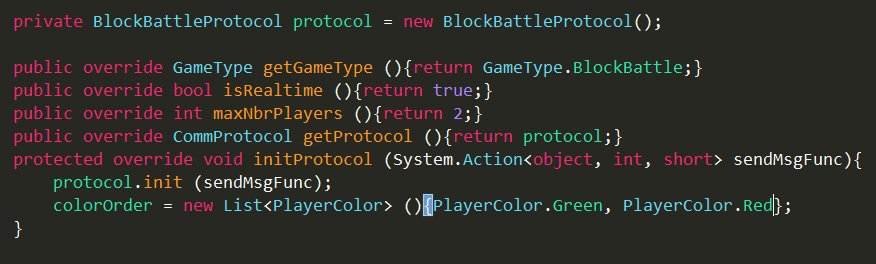 private BlockBattleProtocol protocol = new BlockBattleProtocol();
public override GameType getGameType (){return GameType.BlockBattle;}
public override bool isRealtime (){return true;}
public override int maxNbrPlayers (){return 2;}
public override CommProtocol getProtocol (){return protocol;}
protected override void initProtocol (System.Action<object, int, short> sendMsgFunc){
protocol.init (sendMsgFunc);
colorOrder = new List<PlayerColor> (){PlayerColor.Green, PlayerColor.Red};
}